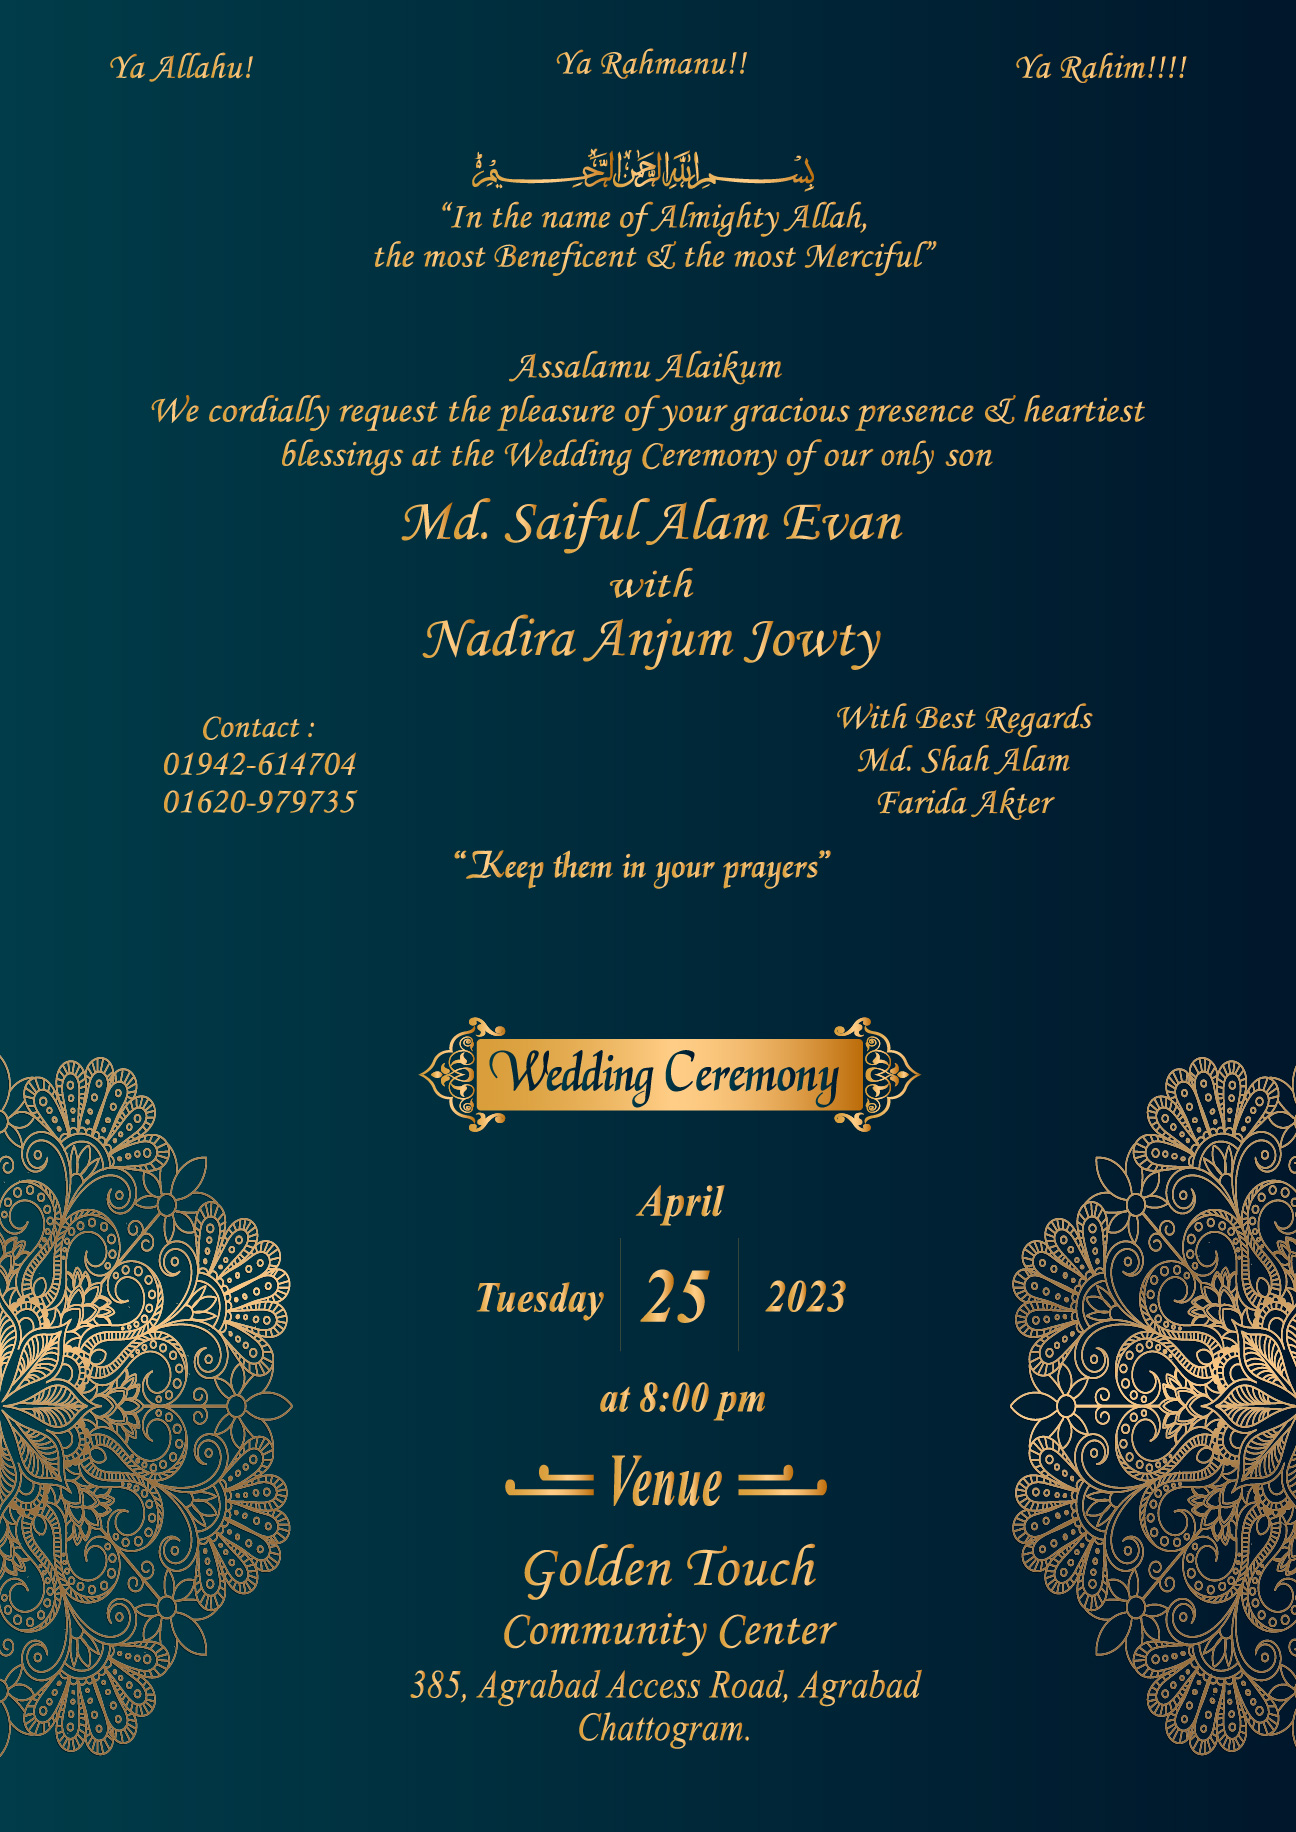 Ya Allahu!
Ya Rahmanu!!
Ya Rahim!!!!
بسم الله الرحمن الرحيم
“In the name of Almighty Allah,
the most Beneficent & the most Merciful”
Assalamu Alaikum
We cordially request the pleasure of your gracious presence & heartiest
blessings at the Wedding Ceremony of our only son
Md. Saiful Alam Evan
with
Nadira Anjum Jowty
Contact :
01942-614704
01620-979735
With Best Regards
Md. Shah Alam
Farida Akter
“Keep them in your prayers”
Wedding Ceremony
April
Tuesday 25 2023
at 8:00 pm
Venue
Golden Touch
Community Center
385, Agrabad Access Road, Agrabad
Chattogram.